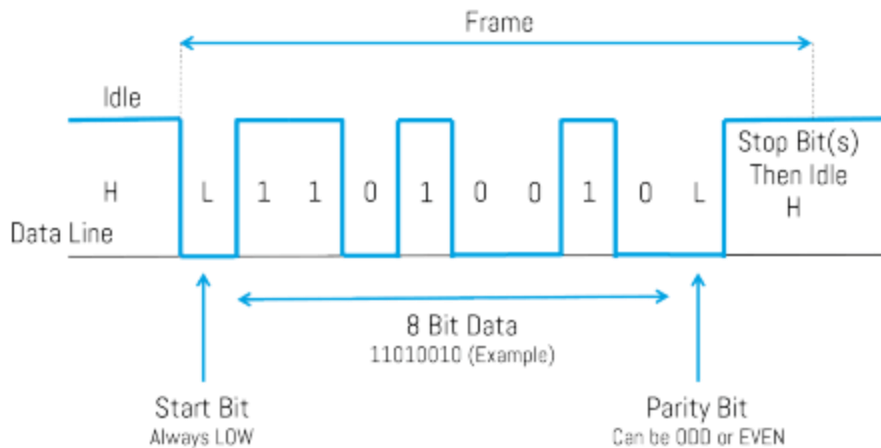 Frame
Idle
H L 1 1 0 1 0 0 1 0 L
Stop Bit(s)
Then Idle
H
Data Line
8 Bit Data
11010010 (Example)
Start Bit
Always LOW
Parity Bit
Can be ODD or EVEN